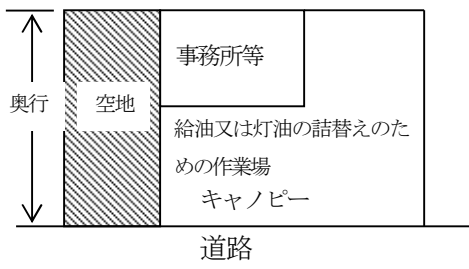 事務所等
奥行
空地
給油又は灯油の詰替えのた
めの作業場
キャノピー
道路